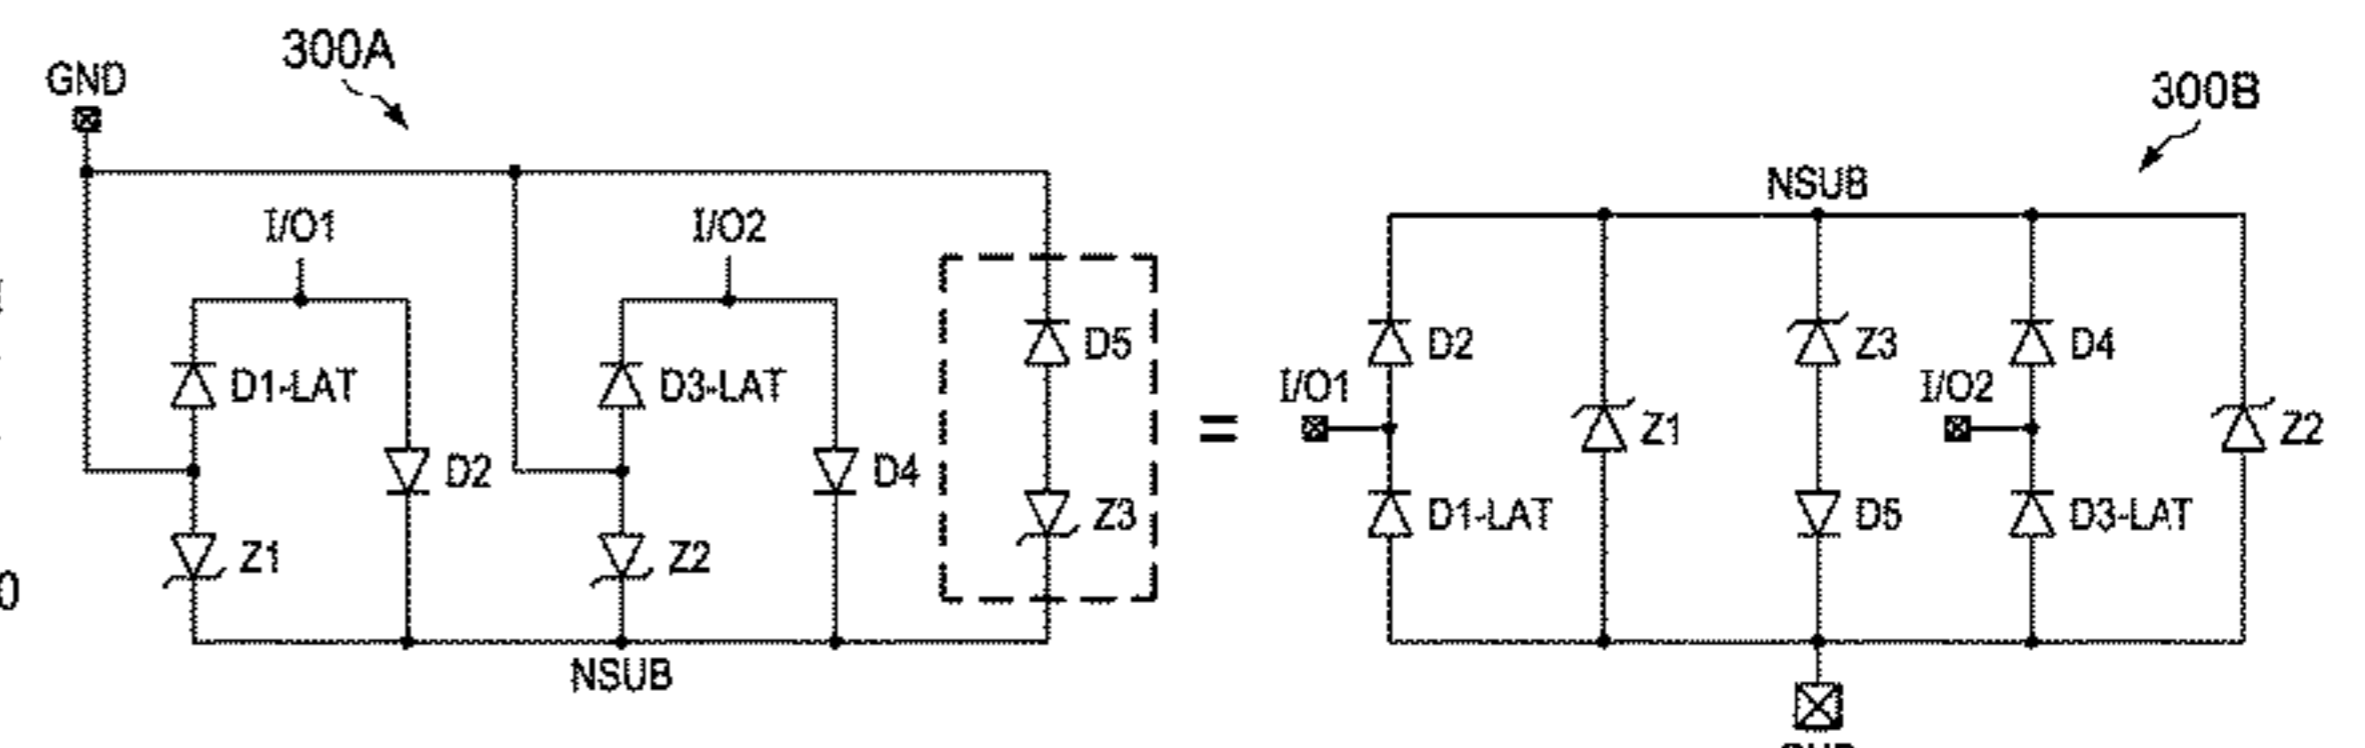 300A
GND
300B
NSUB
I/O1
I/O2
D5
D2
Z3
D4
I/O1
I/O2
D1-LAT
D3-LAT
=
Z1
Z2
D2
D4
Z3
D1-LAT
D5
D3-LAT
Z1
Z2
0
NSUB